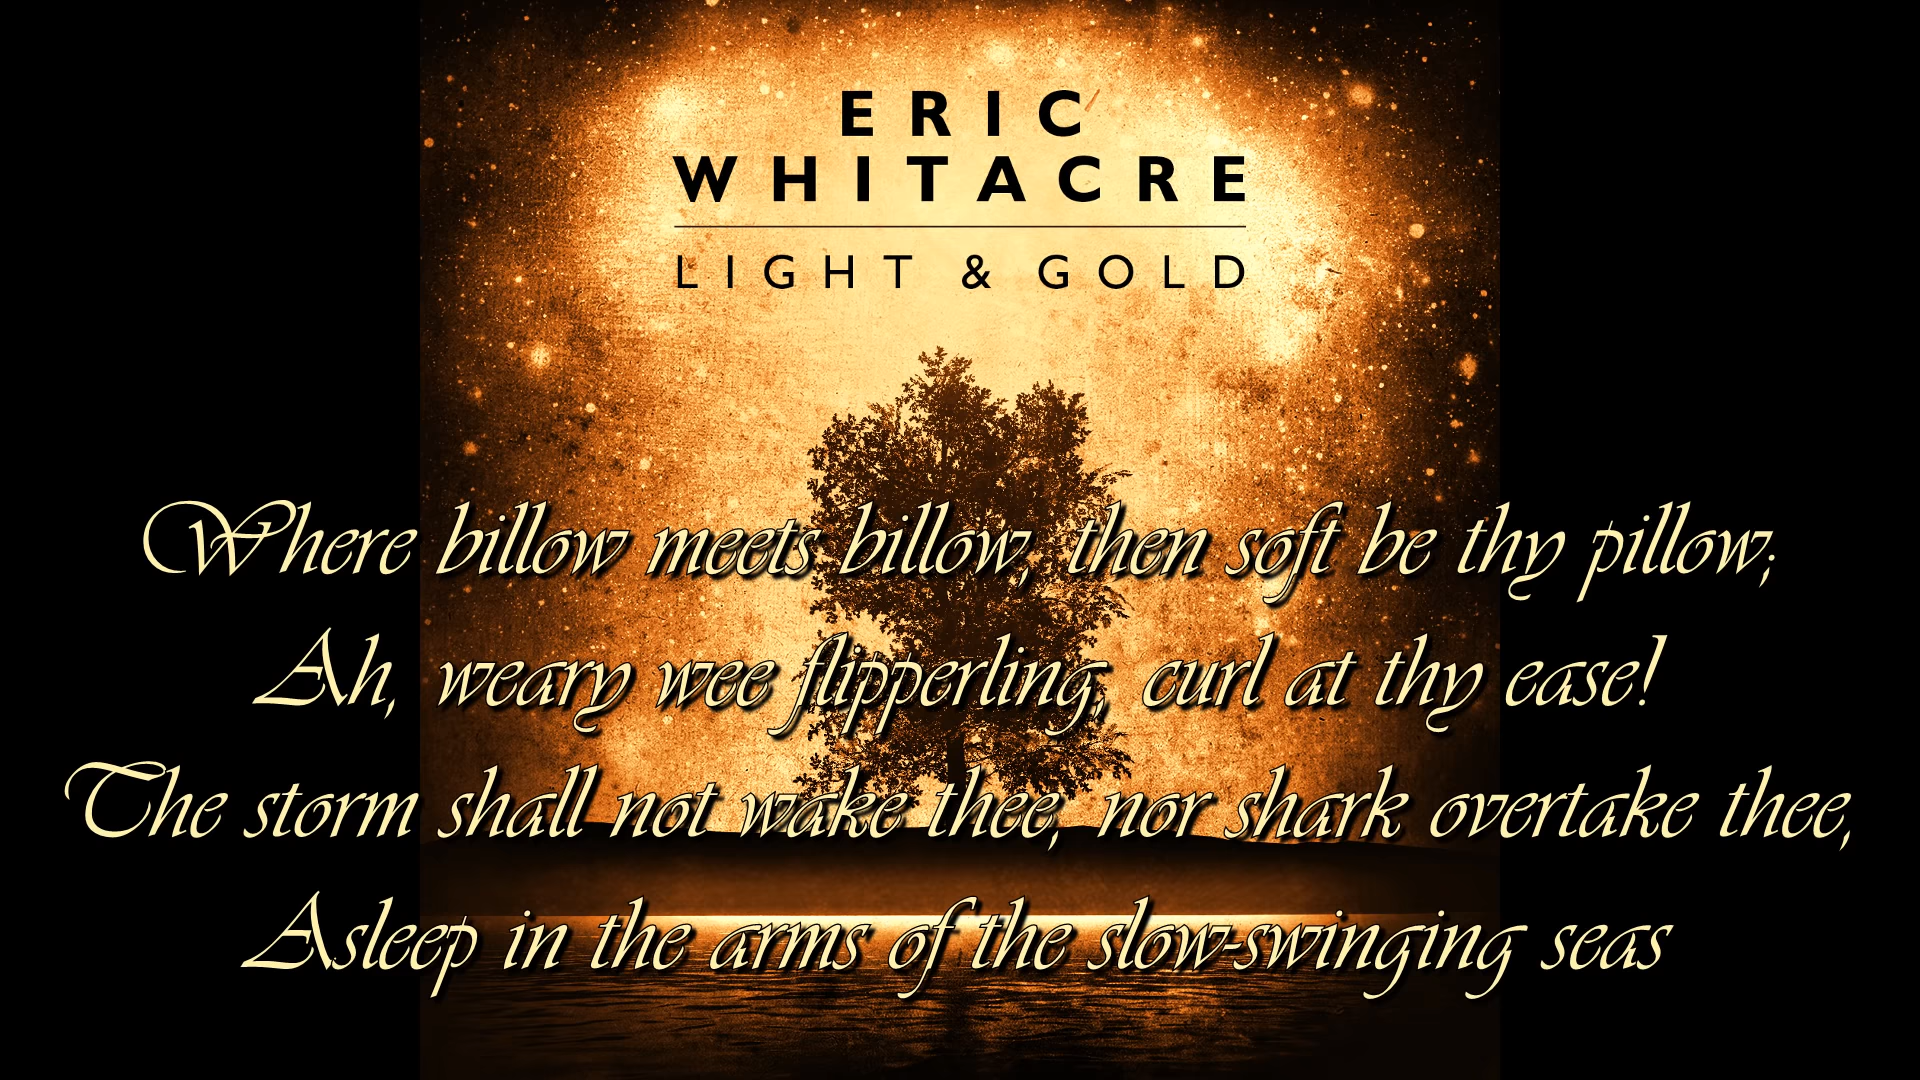 ERIC
WHITACRE
LIGHT & GOLD
Where billow meets billow, then soft be thy pillow;
Ah, weary wee flipperling, curl at thy ease!
The storm shall not wake thee, nor shark overtake thee,
Asleep in the arms of the slow-swinging seas